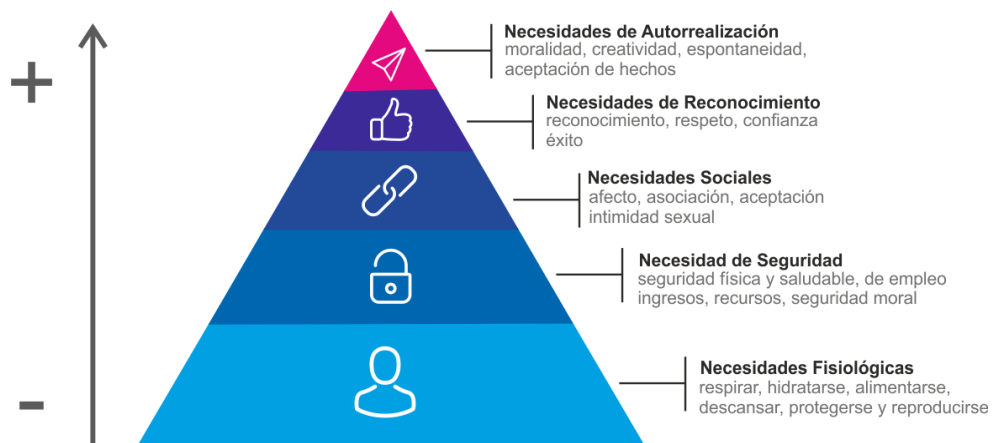 +
Necesidades de Autorrealización
moralidad, creatividad, espontaneidad,
aceptación de hechos
Necesidades de Reconocimiento
reconocimiento, respeto, confianza
éxito
Necesidades Sociales
afecto, asociación, aceptación
intimidad sexual
Necesidad de Seguridad
seguridad física y saludable, de empleo
ingresos, recursos, seguridad moral
Necesidades Fisiológicas
respirar, hidratarse, alimentarse,
descansar, protegerse y reproducirse
-